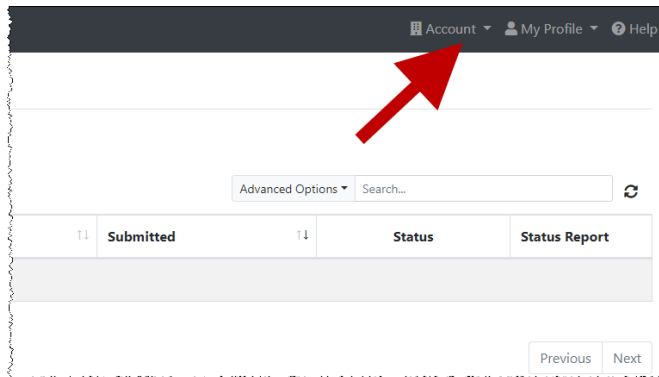 Account My Profile Help
Advanced Options Search...
Submitted Status Status Report
Previous Next